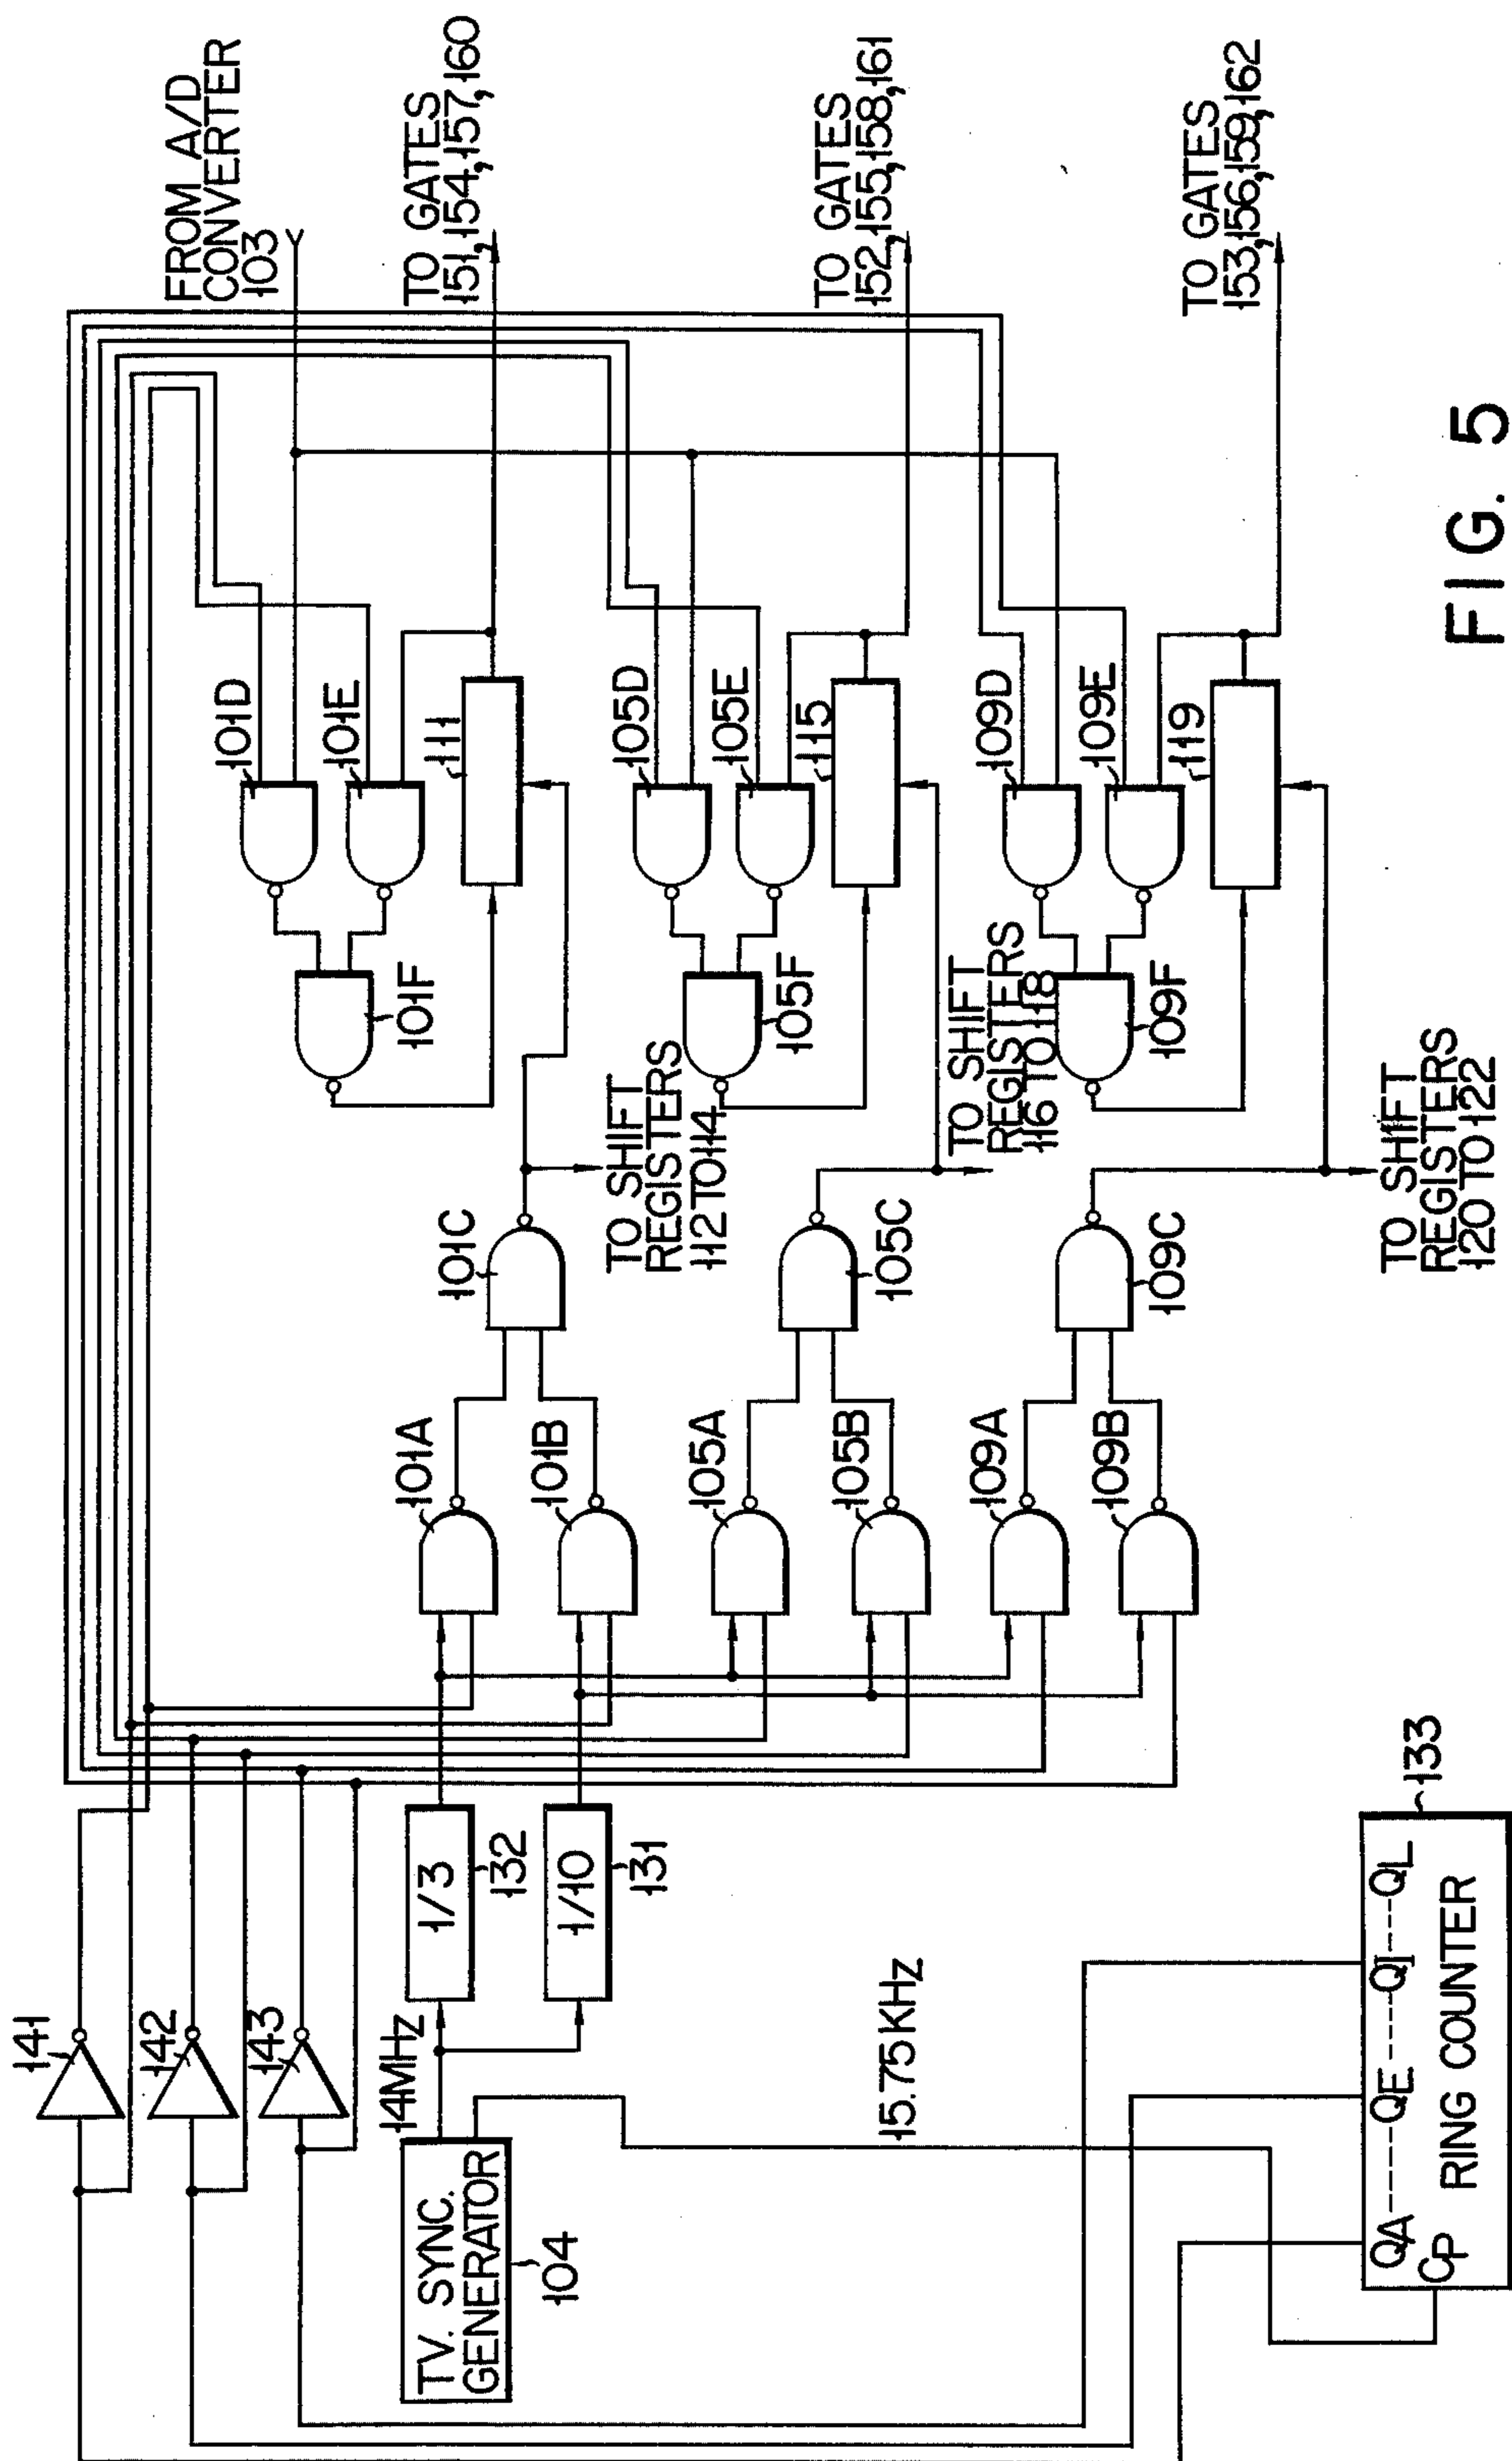 FROM A/D
CONVERTER
103
TO GATES
151, 154, 157, 160
TO GATES
152, 155, 158, 161
TO GATES
153, 156, 159, 162
101D
101E
111
105D
105E
115
109D
109E
119
101F
105F
109F
TO SHIFT
REGISTERS
112 TO 114
TO SHIFT
REGISTERS
116 TO 118
TO SHIFT
REGISTERS
120 TO 122
101C
105C
109C
101A
101B
105A
105B
109A
109B
141
142
143
14MHz
1/3
132
1/10
131
15.75KHz
TV. SYNC.
GENERATOR
104
QA-----QE-----QI-----QL
CP
RING COUNTER
133
FIG. 5